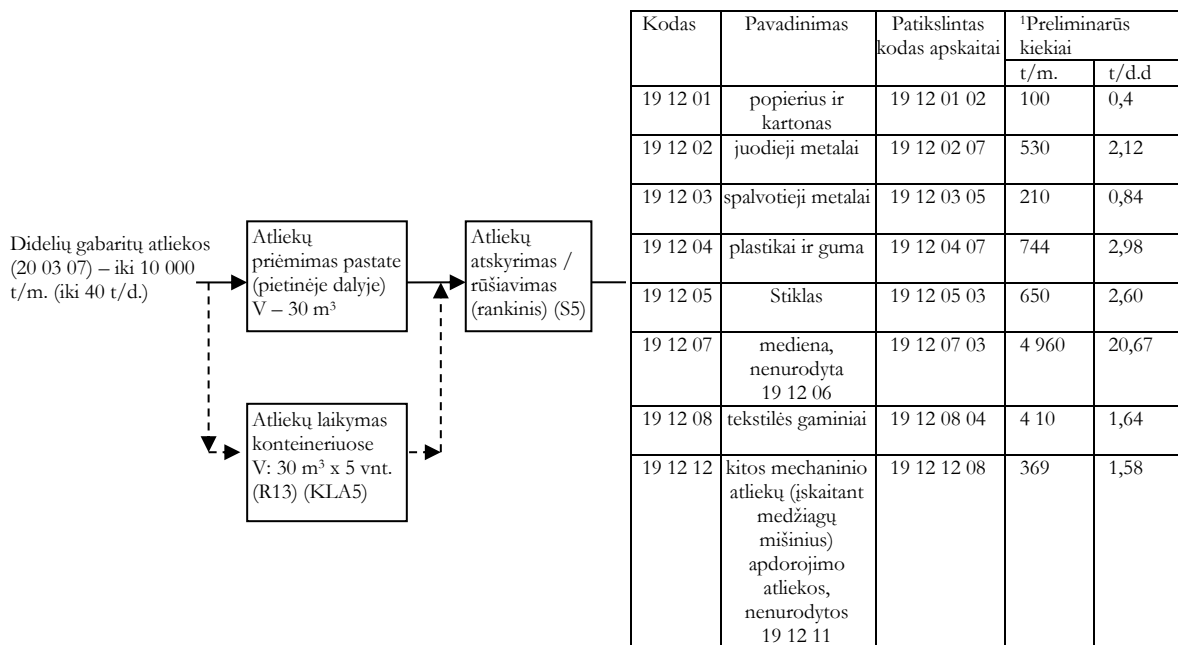 Didelių gabaritų atliekos
(20 03 07) – iki 10 000
t/m. (iki 40 t/d.)
Atliekų
priėmimas pastate
(pietinėje dalyje)
V – 30 m³
Atliekų laikymas
konteineriuose
V: 30 m³ x 5 vnt.
(R13) (KLA5)
Atliekų
atskyrimas /
rūšiavimas
(rankinis) (S5)
Kodas Pavadinimas Patikslintas ¹Preliminarūs
kodas apskaitai kiekiai
t/m. t/d.d
19 12 01 popierius ir 19 12 01 02 100 0,4
kartonas
19 12 02 juodieji metalai 19 12 02 07 530 2,12
19 12 03 spalvotieji metalai 19 12 03 05 210 0,84
19 12 04 plastikai ir guma 19 12 04 07 744 2,98
19 12 05 Stiklas 19 12 05 03 650 2,60
19 12 07 mediena, 19 12 07 03 4 960 20,67
nenurodyta
19 12 06
19 12 08 tekstilės gaminiai 19 12 08 04 4 10 1,64
19 12 12 kitos mechaninio 19 12 12 08 369 1,58
atliekų (įskaitant
medžiagų
mišinius)
apdorojimo
atliekos,
nenurodytos
19 12 11